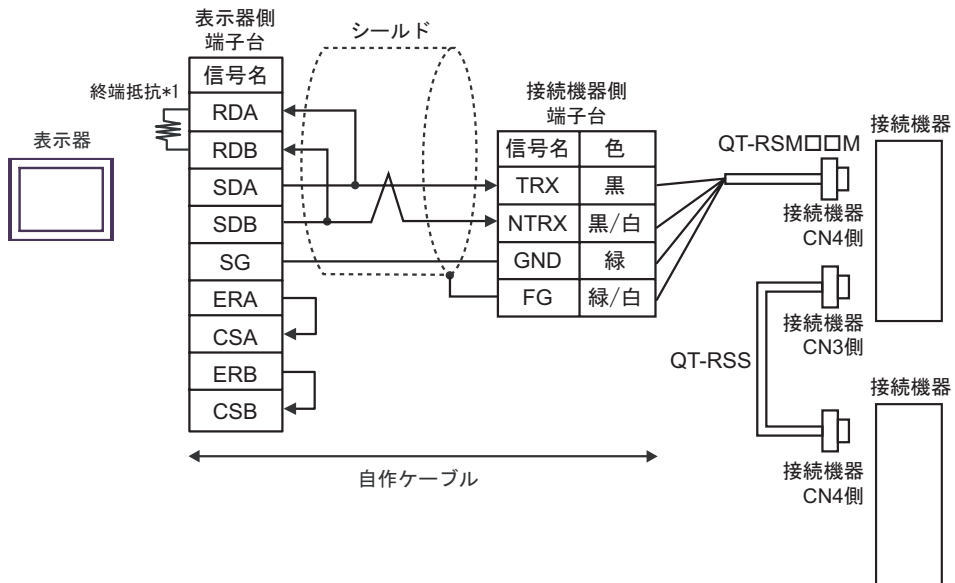 表示器
終端抵抗*1
表示器側
端子台
信号名
RDA
RDB
SDA
SDB
SG
ERA
CSA
ERB
CSB
シールド
接続機器側
端子台
信号名 色
TRX 黒
NTRX 黒/白
GND 緑
FG 緑/白
自作ケーブル
QT-RSM□□M
接続機器
接続機器
CN4側
接続機器
CN3側
QT-RSS
接続機器
接続機器
CN4側